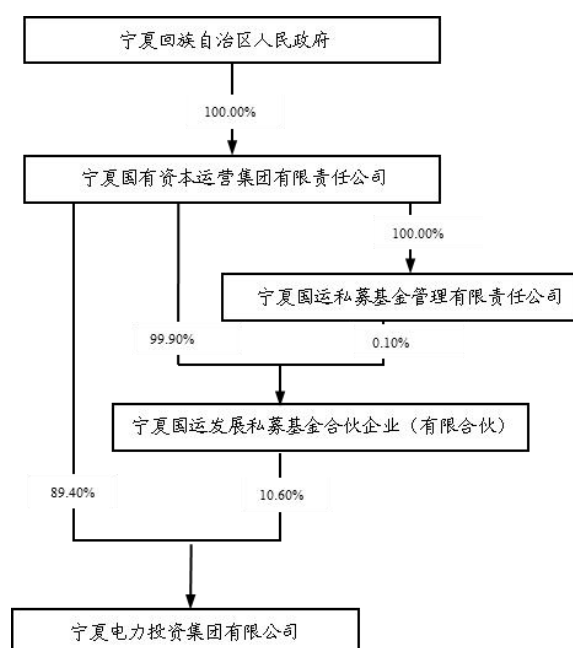 宁夏回族自治区人民政府
100.00%
宁夏国有资本运营集团有限责任公司
100.00%
宁夏国运私募基金管理有限责任公司
99.90%
0.10%
宁夏国运发展私募基金合伙企业（有限合伙）
89.40%
10.60%
宁夏电力投资集团有限公司